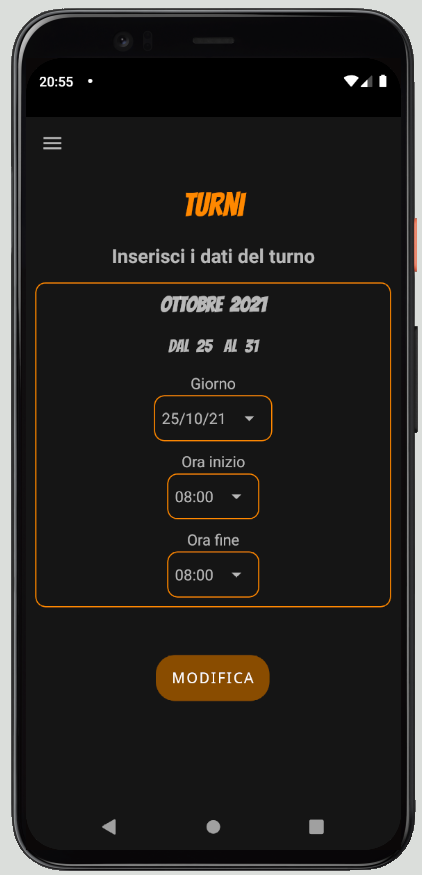 20:55
TURNI
Inserisci i dati del turno
OTTOBRE 2021
DAL 25 AL 31
Giorno
25/10/21
Ora inizio
08:00
Ora fine
08:00
MODIFICA